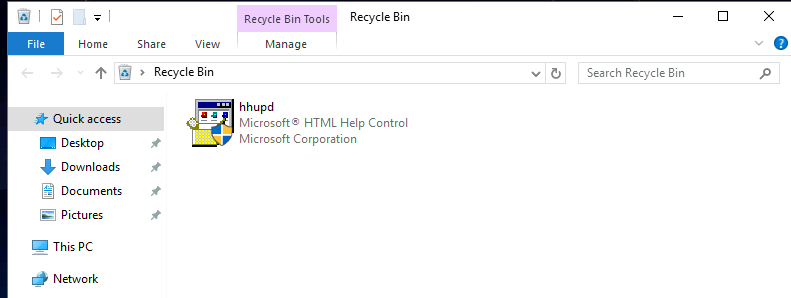 Recycle Bin Tools
Recycle Bin
File
Home
Share
View
Manage
Recycle Bin
Search Recycle Bin
Quick access
Desktop
Downloads
Documents
Pictures
This PC
Network
hhupd
Microsoft® HTML Help Control
Microsoft Corporation